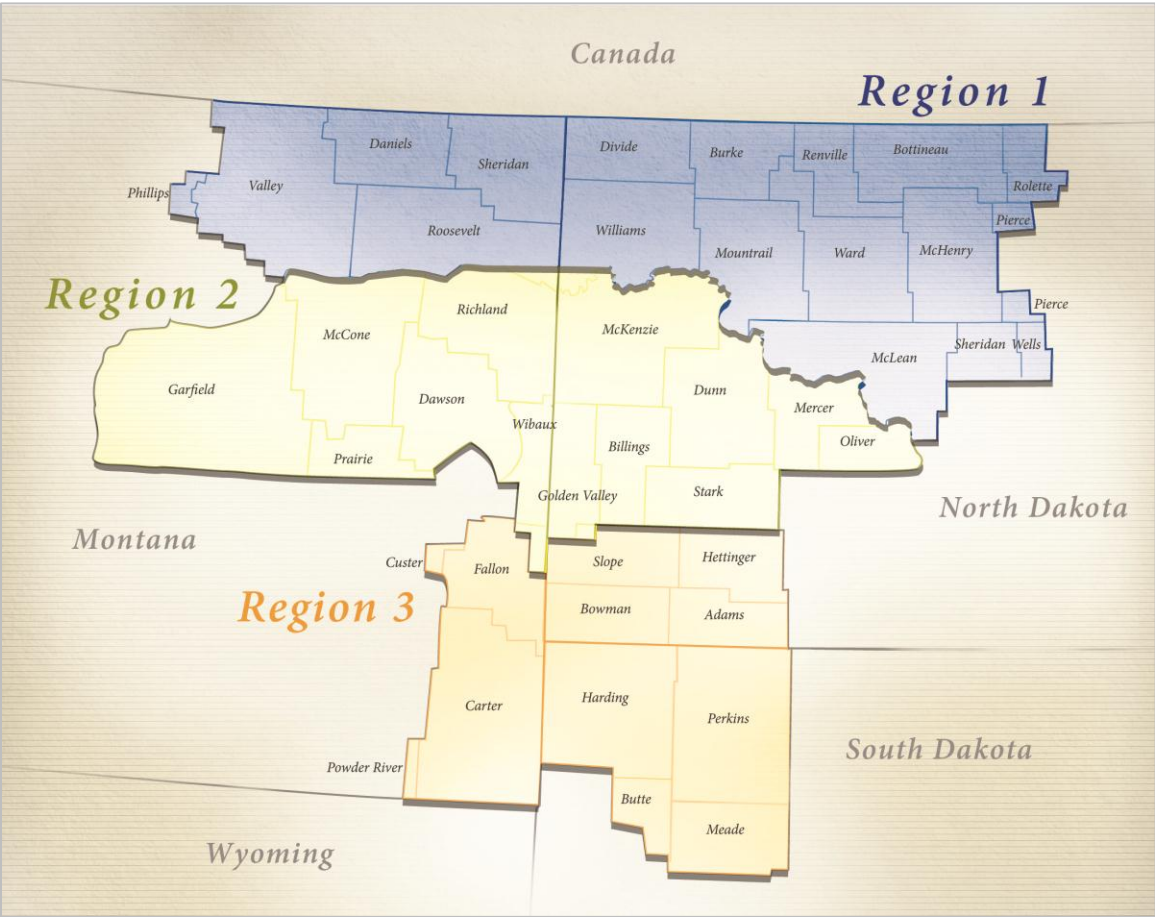 Canada
Region 1
Daniels
Sheridan
Divide
Burke
Renville
Bottineau
Phillips
Valley
Rolette
Roosevelt
Williams
Mountrail
Ward
McHenry
Pierce
Region 2
Richland
McCone
McKenzie
Pierce
Garfield
Dawson
Wibaux
Dunn
McLean
Sheridan
Wells
Mercer
Prairie
Billings
Oliver
Golden Valley
Stark
Montana
North Dakota
Custer
Fallon
Slope
Hettinger
Region 3
Bowman
Adams
Carter
Harding
Perkins
South Dakota
Powder River
Butte
Meade
Wyoming